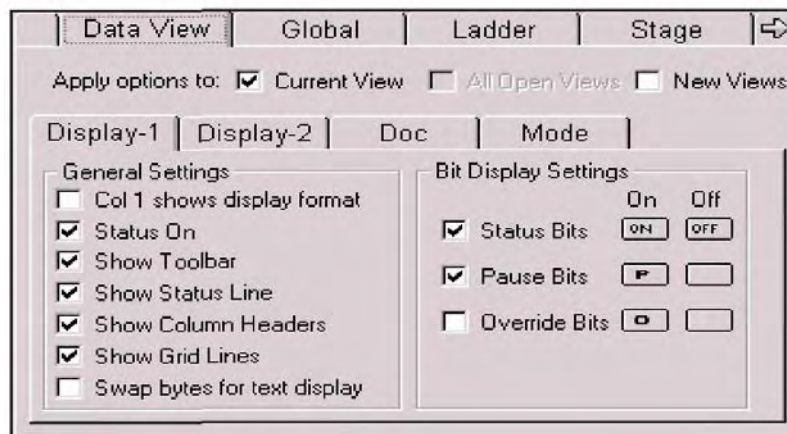 Data View Global Ladder Stage
Apply options to: Current View All Open Views New Views
Display-1 Display-2 Doc Mode
General Settings
Col 1 shows display format
Status On
Show Toolbar
Show Status Line
Show Column Headers
Show Grid Lines
Swap bytes for text display
Bit Display Settings
On Off
Status Bits ON OFF
Pause Bits P
Override Bits O